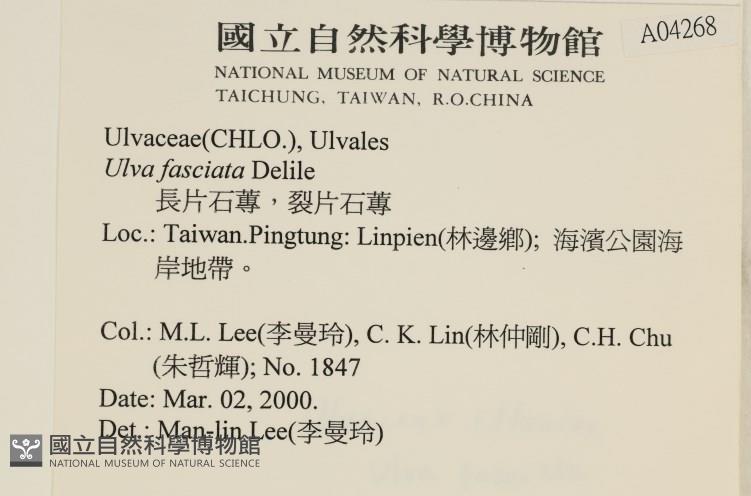 國立自然科學博物館
A04268
NATIONAL MUSEUM OF NATURAL SCIENCE
TAICHUNG, TAIWAN, R.O.CHINA
Ulvaceae(CHLO.), Ulvales
Ulva fasciata Delile
長片石蓴，裂片石蓴
Loc.: Taiwan.Pingtung: Linpien(林邊鄉); 海濱公園海
岸地帶。
Col.: M.L. Lee(李曼玲), C. K. Lin(林仲剛), C.H. Chu
(朱哲輝); No. 1847
Date: Mar. 02, 2000.
Det.: Man-lin Lee(李曼玲)
國立自然科學博物館
NATIONAL MUSEUM OF NATURAL SCIENCE